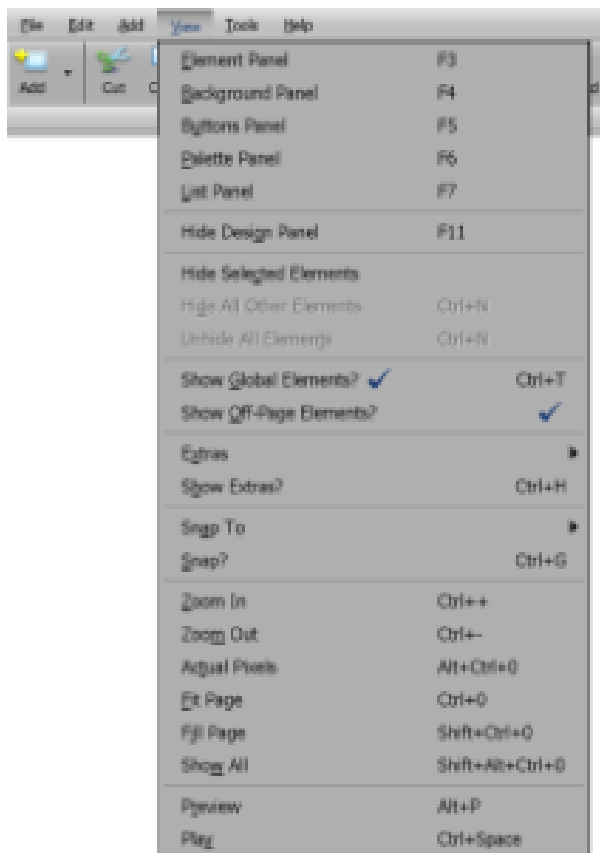 File Edit Add View Tools Help
Add Cut
Element Panel F3
Background Panel F4
Buttons Panel F5
Palette Panel F6
List Panel F7
Hide Design Panel F11
Hide Selected Elements
Hide All Other Elements Ctrl+N
Unhide All Elements Ctrl+N
Show Global Elements? Ctrl+T
Show Off-Page Elements?
Extras
Show Extras? Ctrl+H
Snap To
Snap? Ctrl+G
Zoom In Ctrl++
Zoom Out Ctrl+-
Actual Pixels Alt+Ctrl+0
Fit Page Ctrl+0
Fill Page Shift+Ctrl+0
Show All Shift+Alt+Ctrl+0
Preview Alt+P
Play Ctrl+Space